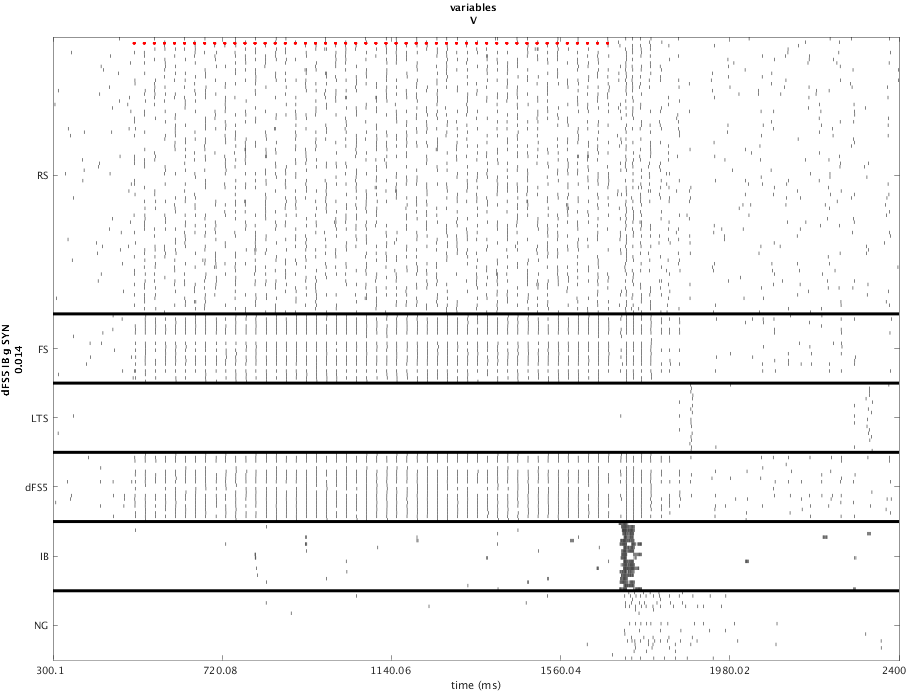 variables
V
dFS5 IB g SYN
0.014
RS
FS
LTS
dFS5
IB
NG
300.1
720.08
1140.06
1560.04
1980.02
2400
time (ms)